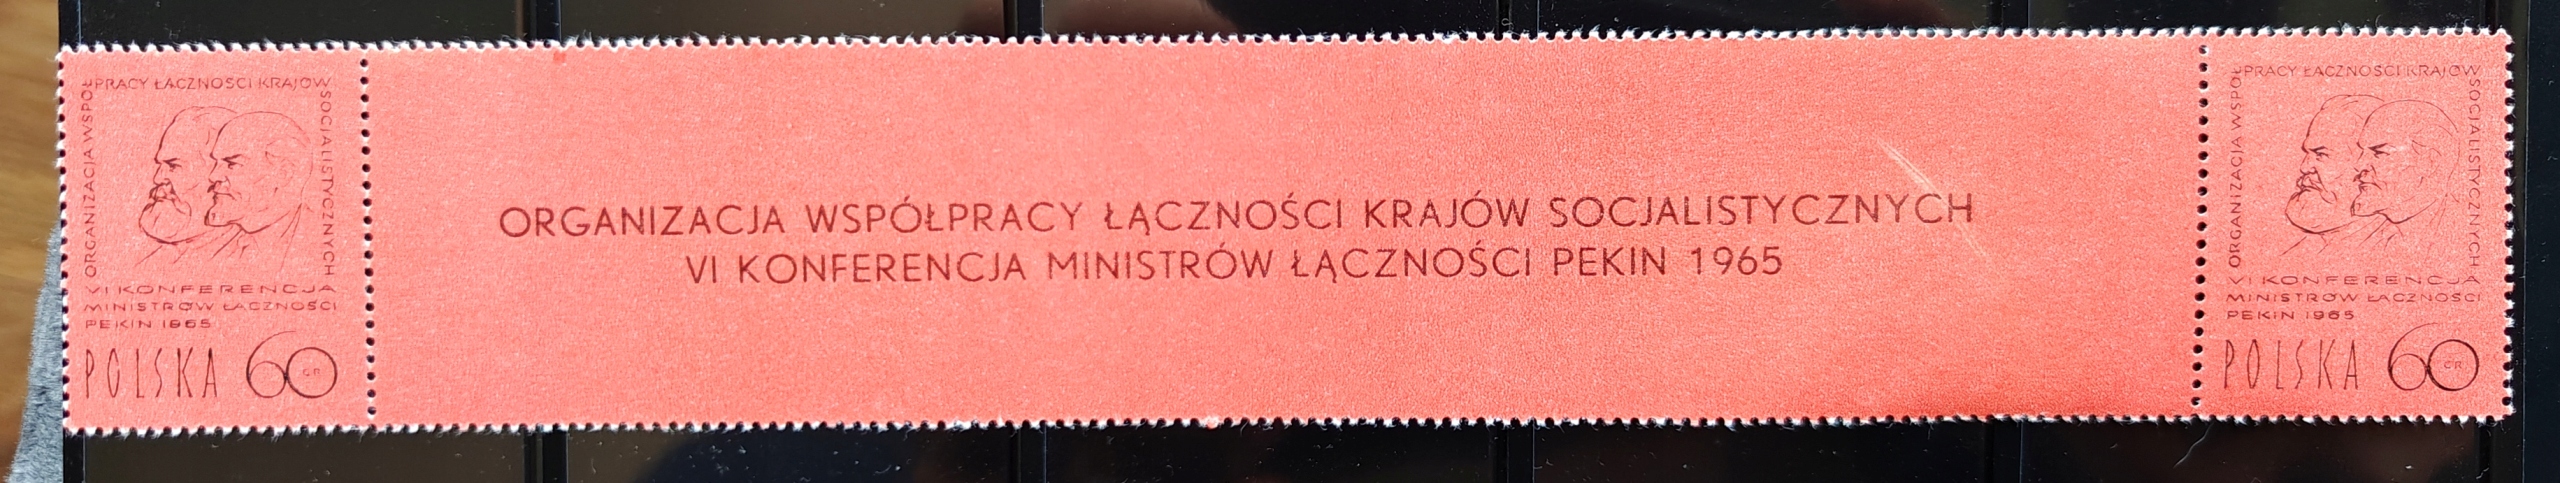 ORGANIZACJA WSPÓŁPRACY ŁĄCZNOŚCI KRAJÓW SOCJALISTYCZNYCH
VI KONFERENCJA
MINISTRÓW ŁĄCZNOŚCI
PEKIN 1965
POLSKA 60 GR
ORGANIZACJA WSPÓŁPRACY ŁĄCZNOŚCI KRAJÓW SOCJALISTYCZNYCH
VI KONFERENCJA MINISTRÓW ŁĄCZNOŚCI PEKIN 1965
ORGANIZACJA WSPÓŁPRACY ŁĄCZNOŚCI KRAJÓW SOCJALISTYCZNYCH
VI KONFERENCJA
MINISTRÓW ŁĄCZNOŚCI
PEKIN 1965
POLSKA 60 GR